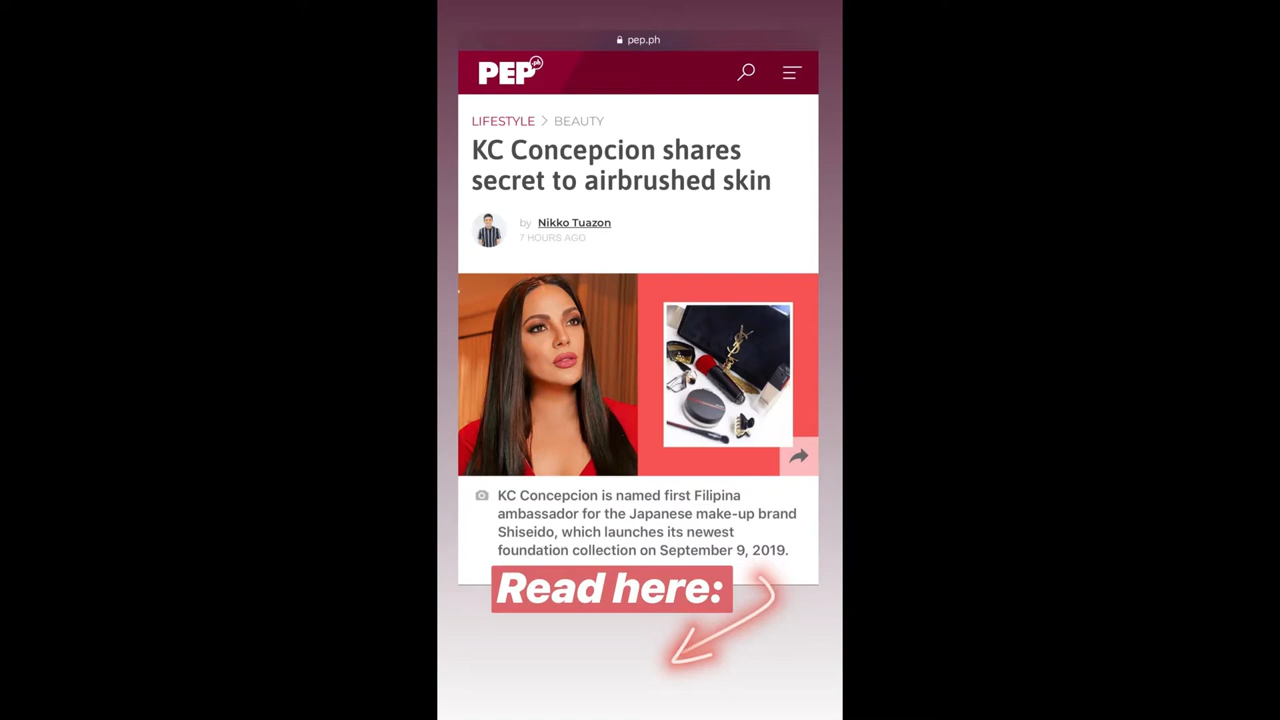 pep.ph
PEP.ph
LIFESTYLE > BEAUTY
KC Concepcion shares
secret to airbrushed skin
by Nikko Tuazon
7 HOURS AGO
KC Concepcion is named first Filipina
ambassador for the Japanese make-up brand
Shiseido, which launches its newest
foundation collection on September 9, 2019.
Read here: